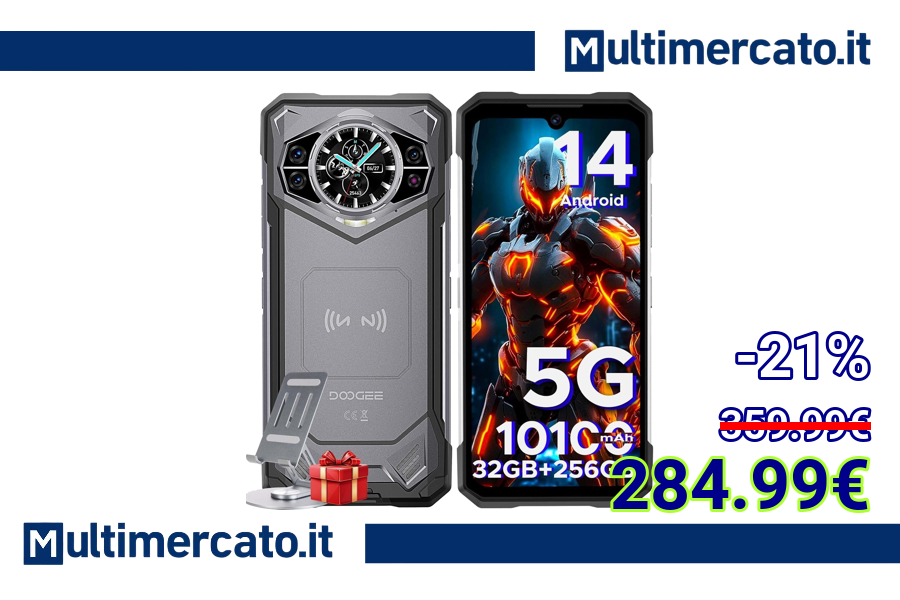 Multimercato.it
14
Android
5G
10100 mAh
DOOGEE
-21%
359.99€
284.99€
Multimercato.it